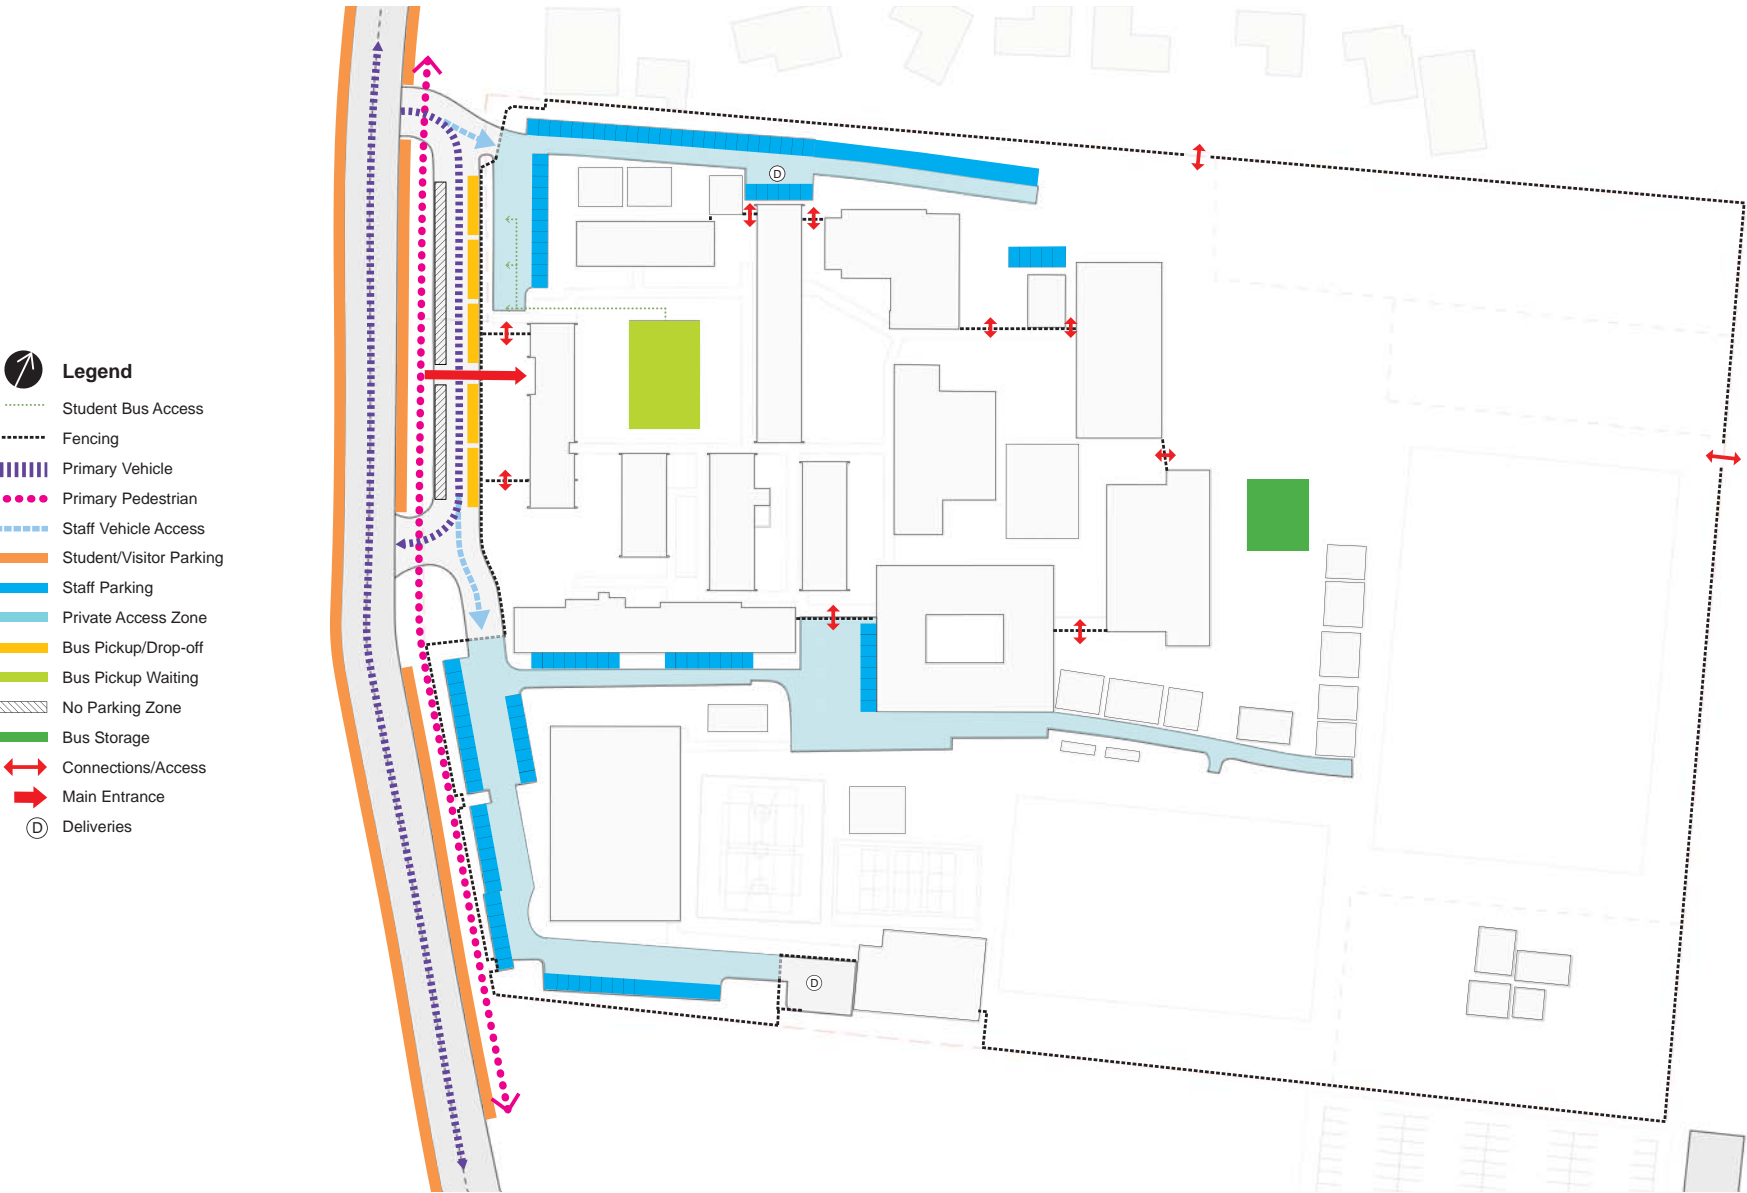 Legend
Student Bus Access
Fencing
Primary Vehicle
Primary Pedestrian
Staff Vehicle Access
Student/Visitor Parking
Staff Parking
Private Access Zone
Bus Pickup/Drop-off
Bus Pickup Waiting
No Parking Zone
Bus Storage
Connections/Access
Main Entrance
D Deliveries
D
D